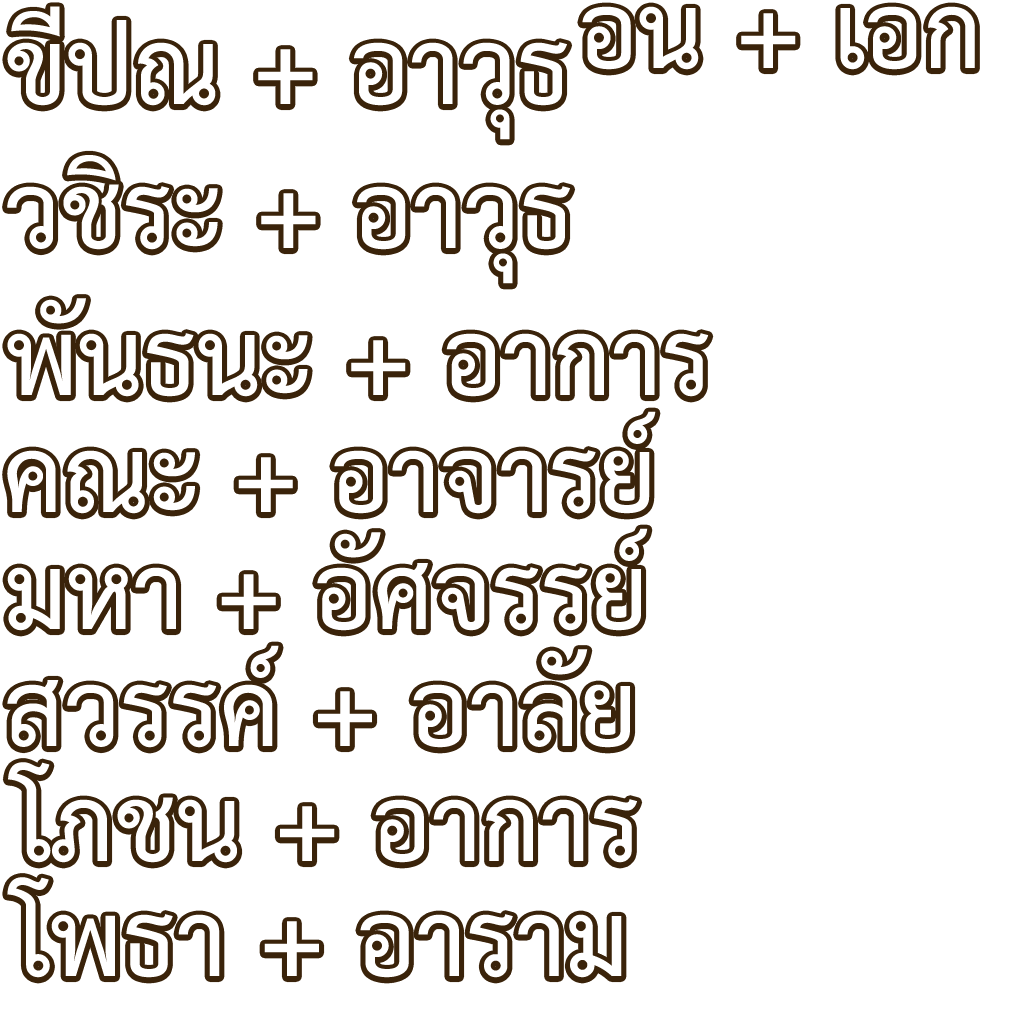 ขีปณ + อาวุธ
อน + เอก
วชิระ + อาวุธ
พันธนะ + อาการ
คณะ + อาจารย์
มหา + อัศจรรย์
สวรรค์ + อาลัย
โภชน + อาการ
โพธา + อาราม